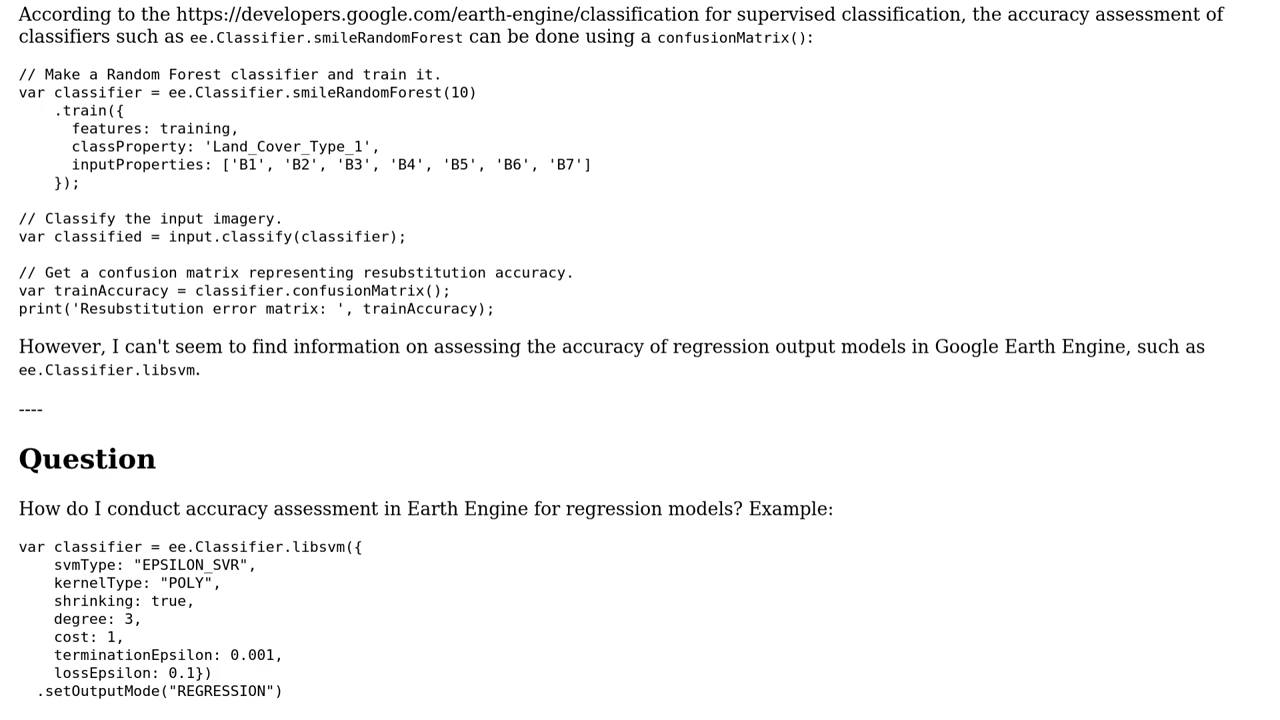 According to the https://developers.google.com/earth-engine/classification for supervised classification, the accuracy assessment of
classifiers such as ee.Classifier.smileRandomForest can be done using a confusionMatrix():
// Make a Random Forest classifier and train it.
var classifier = ee.Classifier.smileRandomForest(10)
    .train({
      features: training,
      classProperty: 'Land_Cover_Type_1',
      inputProperties: ['B1', 'B2', 'B3', 'B4', 'B5', 'B6', 'B7']
    });
// Classify the input imagery.
var classified = input.classify(classifier);
// Get a confusion matrix representing resubstitution accuracy.
var trainAccuracy = classifier.confusionMatrix();
print('Resubstitution error matrix: ', trainAccuracy);
However, I can't seem to find information on assessing the accuracy of regression output models in Google Earth Engine, such as
ee.Classifier.libsvm.
----
Question
How do I conduct accuracy assessment in Earth Engine for regression models? Example:
var classifier = ee.Classifier.libsvm({
    svmType: "EPSILON_SVR",
    kernelType: "POLY",
    shrinking: true,
    degree: 3,
    cost: 1,
    terminationEpsilon: 0.001,
    lossEpsilon: 0.1})
  .setOutputMode("REGRESSION")